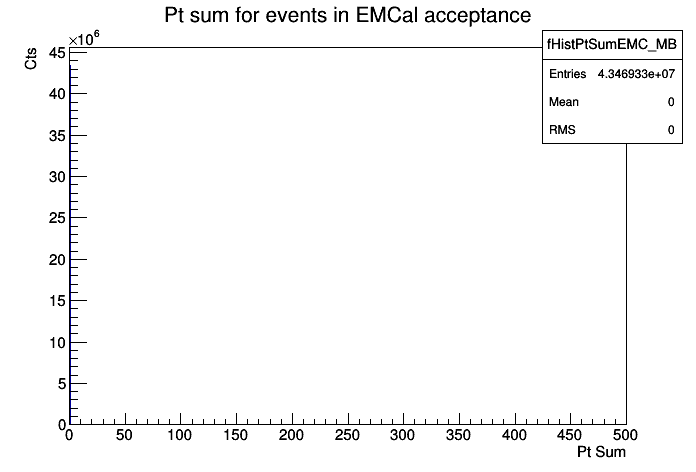 Pt sum for events in EMCal acceptance
×10⁶
Cts
fHistPtSumEMC_MB
Entries 4.346933e+07
Mean 0
RMS 0
45
40
35
30
25
20
15
10
5
0
0 50 100 150 200 250 300 350 400 450 500
Pt Sum